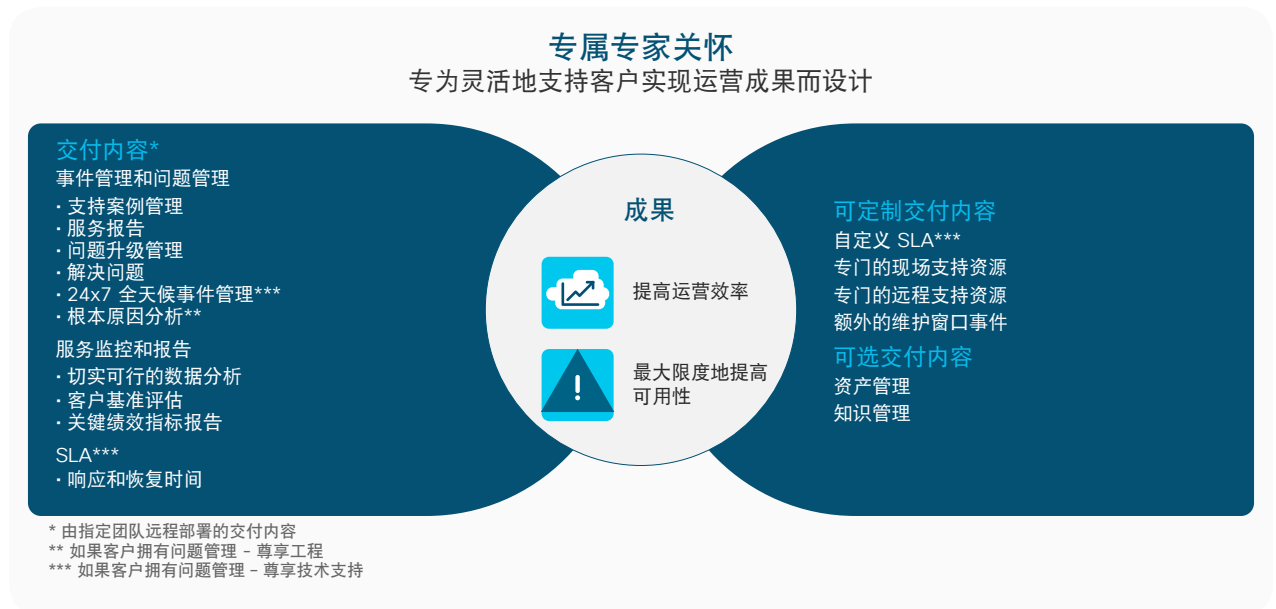 专属专家关怀
专为灵活地支持客户实现运营成果而设计
交付内容*
事件管理和问题管理
· 支持案例管理
· 服务报告
· 问题升级管理
· 解决问题
· 24x7 全天候事件管理***
· 根本原因分析**
服务监控和报告
· 切实可行的数据分析
· 客户基准评估
· 关键绩效指标报告
SLA***
· 响应和恢复时间
成果
提高运营效率
最大限度地提高
可用性
可定制交付内容
自定义 SLA***
专门的现场支持资源
专门的远程支持资源
额外的维护窗口事件
可选交付内容
资产管理
知识管理
* 由指定团队远程部署的交付内容
** 如果客户拥有问题管理 – 尊享工程
*** 如果客户拥有问题管理 – 尊享技术支持